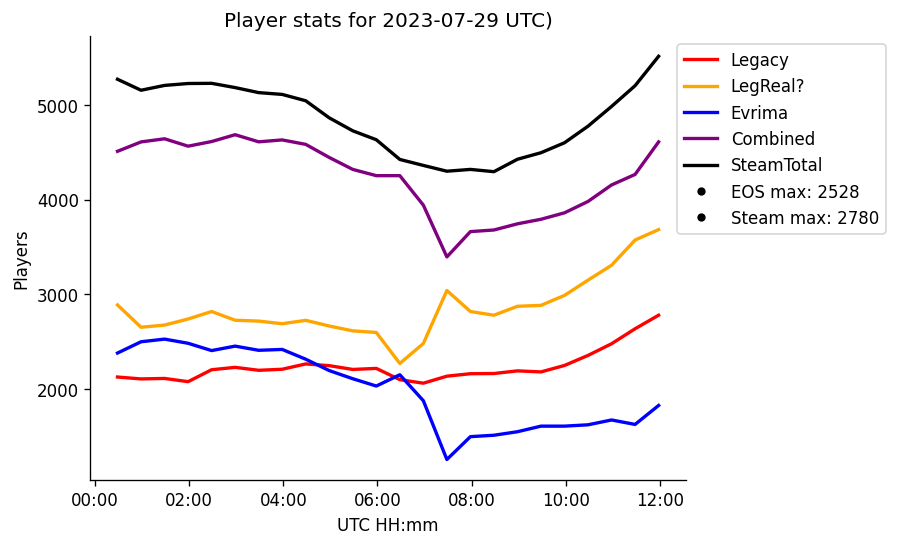 Player stats for 2023-07-29 UTC)
Legacy
LegReal?
Evrima
Combined
SteamTotal
EOS max: 2528
Steam max: 2780
Players
5000
4000
3000
2000
00:00 02:00 04:00 06:00 08:00 10:00 12:00
UTC HH:mm